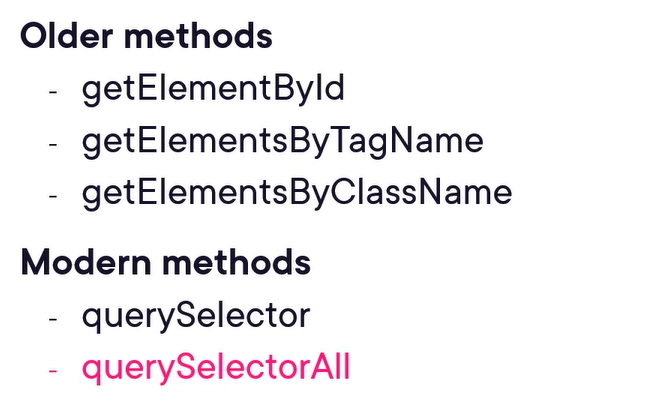 Older methods
- getElementById
- getElementsByTagName
- getElementsByClassName
Modern methods
- querySelector
- querySelectorAll